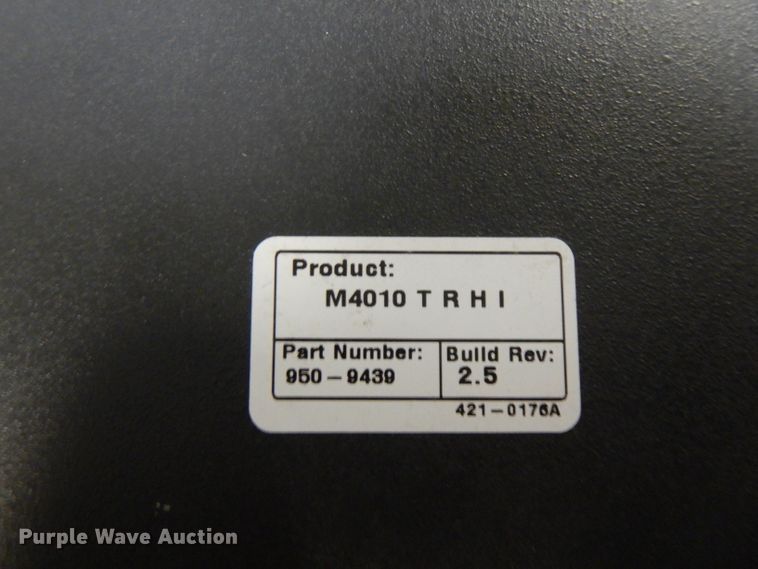 Product:
M4010 T R H I
Part Number:
950-9439
Build Rev:
2.5
421-0176A
Purple Wave Auction